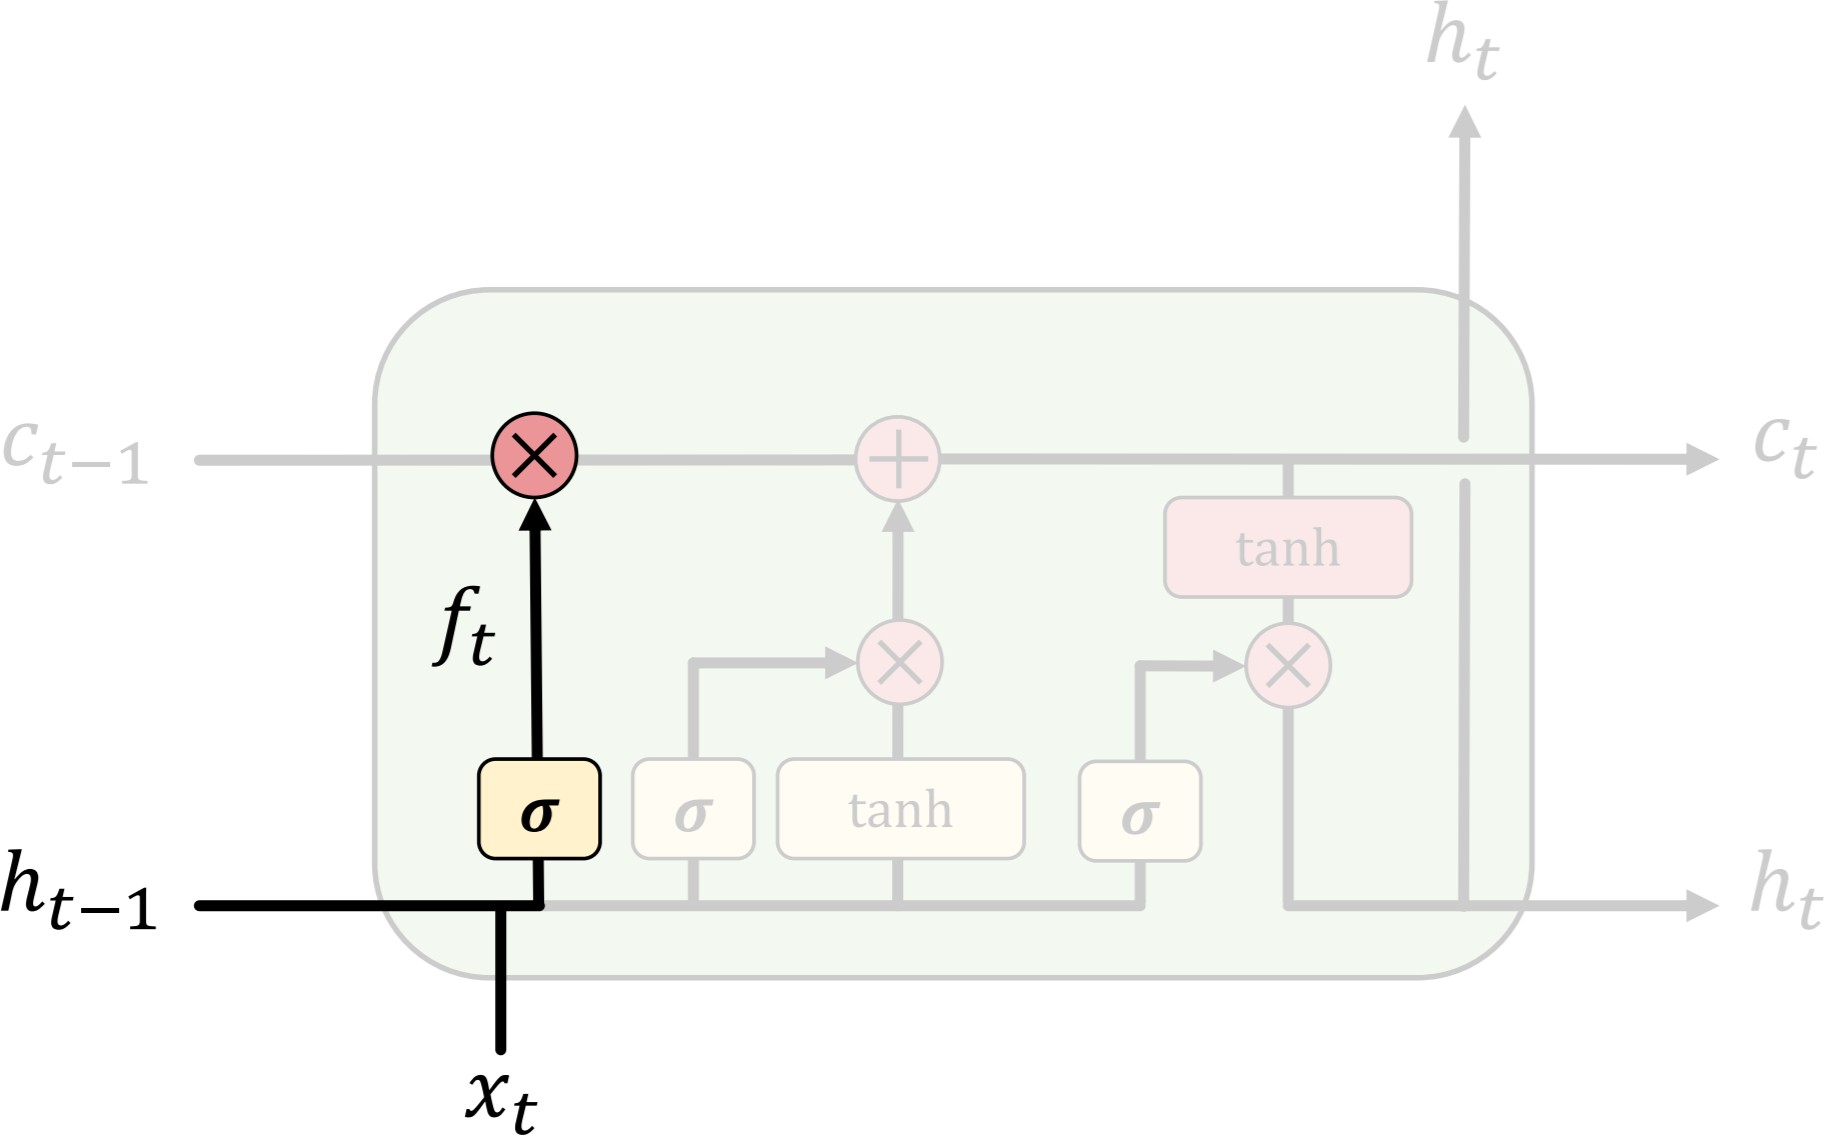 h_t
c_{t-1}
× + c_t
tanh
f_t
× ×
σ σ tanh σ
h_{t-1} h_t
x_t